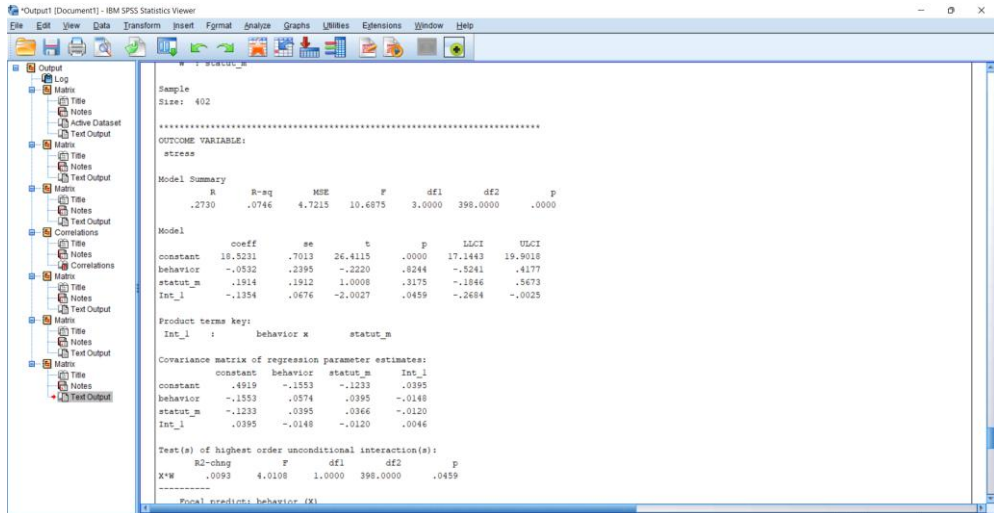 *Output1 [Document1] - IBM SPSS Statistics Viewer
File Edit View Data Transform Insert Format Analyze Graphs Utilities Extensions Window Help
Output
Log
Matrix
Title
Notes
Active Dataset
Text Output
Matrix
Title
Notes
Text Output
Matrix
Title
Notes
Text Output
Correlations
Title
Notes
Correlations
Matrix
Title
Notes
Text Output
Matrix
Title
Notes
Text Output
Matrix
Title
Notes
Text Output
W : statut_m
Sample
Size: 402
**************************************************************************
OUTCOME VARIABLE:
stress
Model Summary
R R-sq MSE F df1 df2 p
.2730 .0746 4.7215 10.6875 3.0000 398.0000 .0000
Model
coeff se t p LLCI ULCI
constant 18.5231 .7013 26.4115 .0000 17.1443 19.9018
behavior -.0532 .2395 -.2220 .8244 -.5241 .4177
statut_m .1914 .1912 1.0008 .3175 -.1846 .5673
Int_1 -.1354 .0676 -2.0027 .0459 -.2684 -.0025
Product terms key:
Int_1 : behavior x statut_m
Covariance matrix of regression parameter estimates:
constant behavior statut_m Int_1
constant .4919 -.1553 -.1233 .0395
behavior -.1553 .0574 .0395 -.0148
statut_m -.1233 .0395 .0366 -.0120
Int_1 .0395 -.0148 -.0120 .0046
Test(s) of highest order unconditional interaction(s):
R2-chng F df1 df2 p
X*W .0093 4.0108 1.0000 398.0000 .0459
----------
Focal predict: behavior (X)